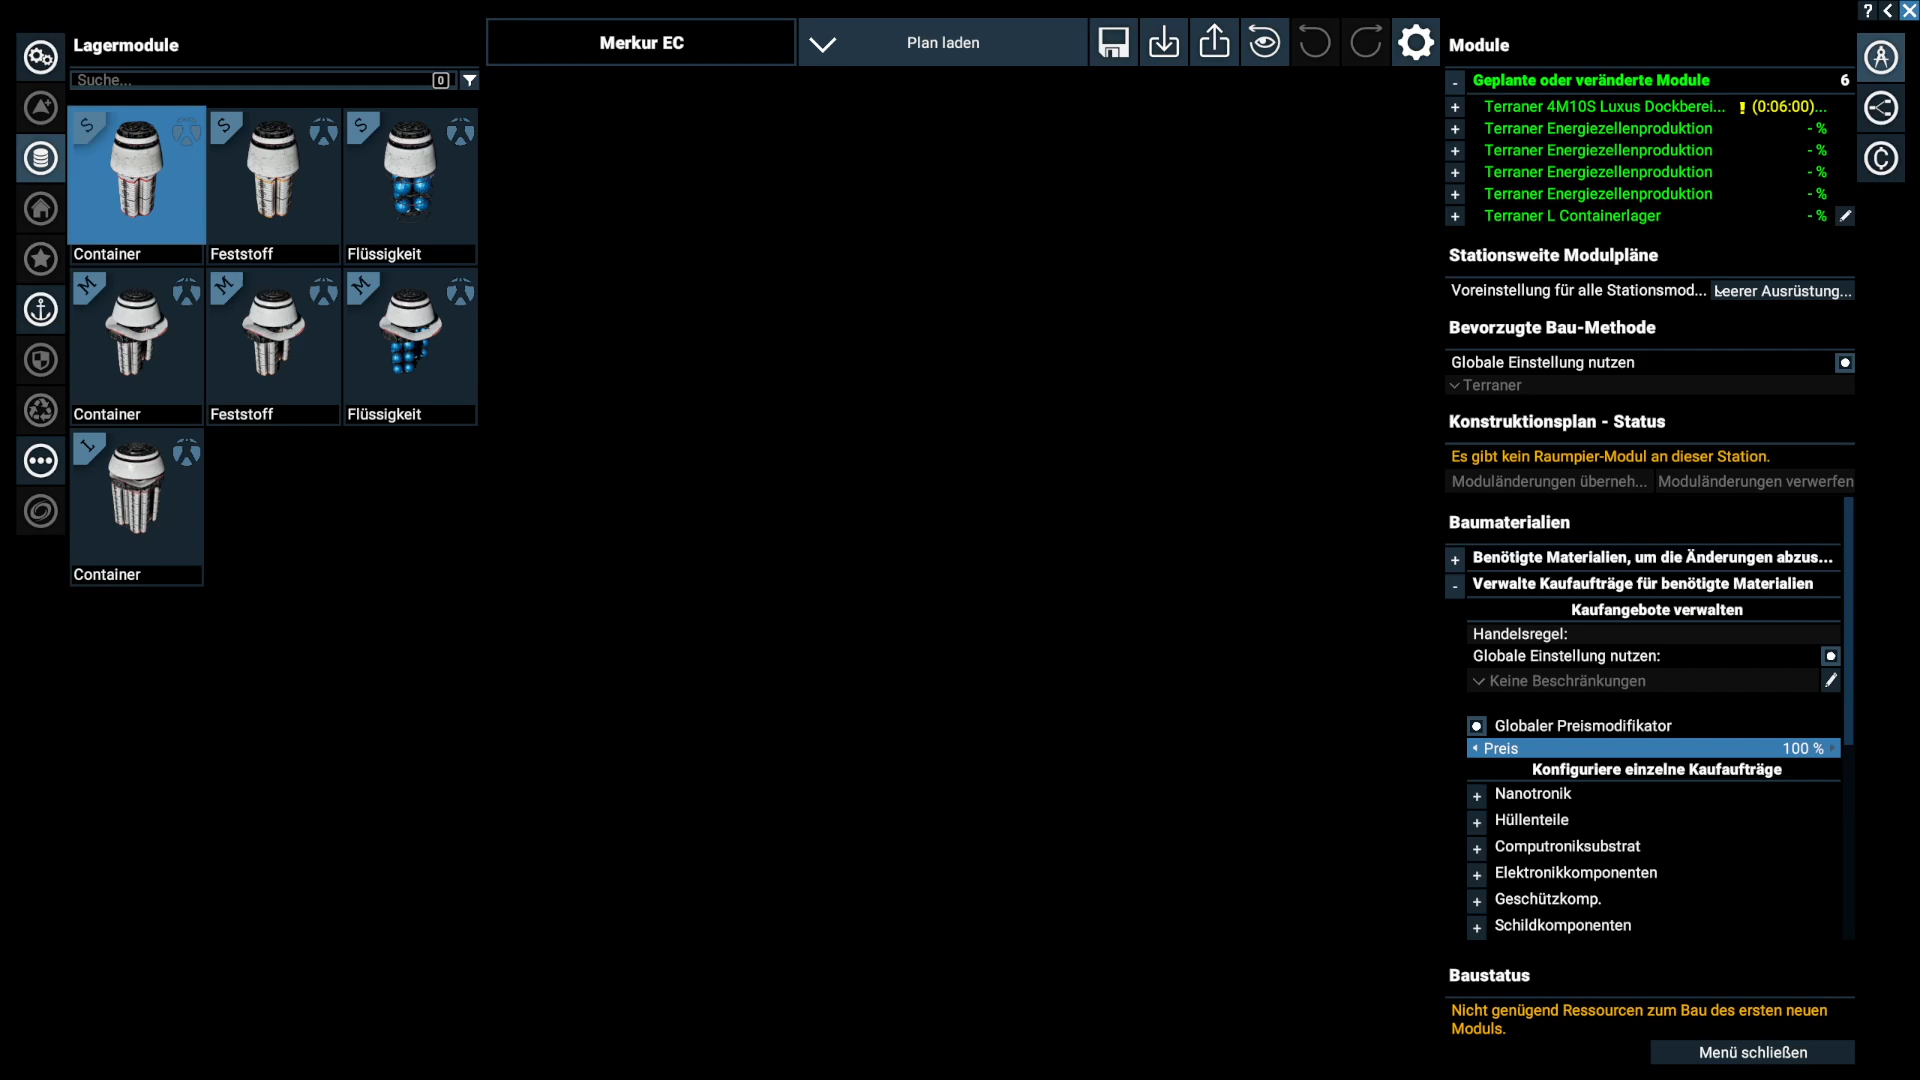 Lagermodule
Suche...
0
S
Container
S
Feststoff
S
Flüssigkeit
M
Container
M
Feststoff
M
Flüssigkeit
L
Container
Merkur EC
Plan laden
?
Module
- Geplante oder veränderte Module 6
+ Terraner 4M10S Luxus Dockberei... ! (0:06:00)...
+ Terraner Energiezellenproduktion - %
+ Terraner Energiezellenproduktion - %
+ Terraner Energiezellenproduktion - %
+ Terraner Energiezellenproduktion - %
+ Terraner L Containerlager - %
Stationsweite Modulpläne
Voreinstellung für alle Stationsmod... Leerer Ausrüstung...
Bevorzugte Bau-Methode
Globale Einstellung nutzen
Terraner
Konstruktionsplan - Status
Es gibt kein Raumpier-Modul an dieser Station.
Moduländerungen überneh... Moduländerungen verwerfen
Baumaterialien
+ Benötigte Materialien, um die Änderungen abzus...
- Verwalte Kaufaufträge für benötigte Materialien
Kaufangebote verwalten
Handelsregel:
Globale Einstellung nutzen:
Keine Beschränkungen
Globaler Preismodifikator
Preis 100 %
Konfiguriere einzelne Kaufaufträge
+ Nanotronik
+ Hüllenteile
+ Computroniksubstrat
+ Elektronikkomponenten
+ Geschützkomp.
+ Schildkomponenten
Baustatus
Nicht genügend Ressourcen zum Bau des ersten neuen
Moduls.
Menü schließen